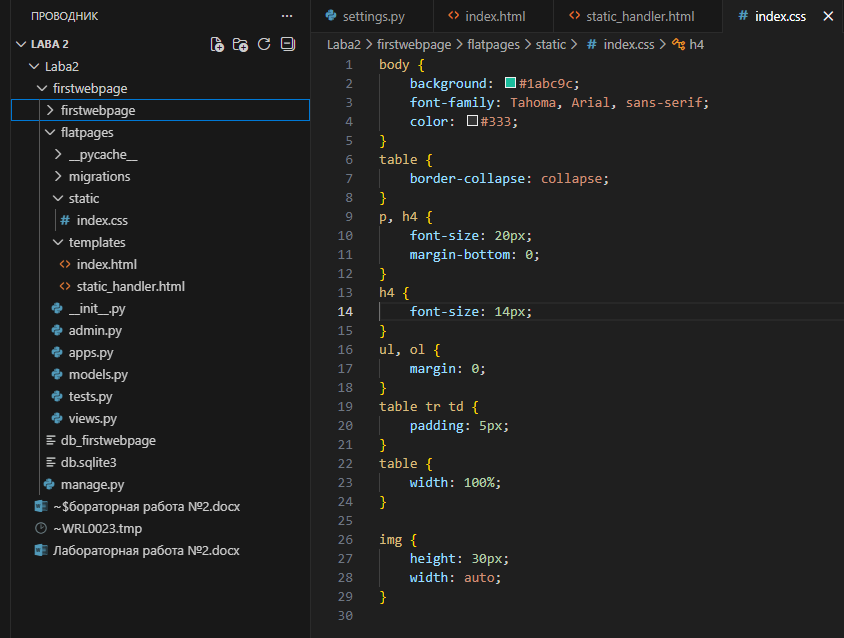 ПРОВОДНИК
...
LABA 2
Laba2
firstwebpage
firstwebpage
flatpages
__pycache__
migrations
static
# index.css
templates
<> index.html
<> static_handler.html
__init__.py
admin.py
apps.py
models.py
tests.py
views.py
db_firstwebpage
db.sqlite3
manage.py
~$бораторная работа №2.docx
~WRL0023.tmp
Лабораторная работа №2.docx
settings.py
<> index.html
<> static_handler.html
# index.css
Laba2 > firstwebpage > flatpages > static > # index.css > h4
1 body {
2 background: #1abc9c;
3 font-family: Tahoma, Arial, sans-serif;
4 color: #333;
5 }
6 table {
7 border-collapse: collapse;
8 }
9 p, h4 {
10 font-size: 20px;
11 margin-bottom: 0;
12 }
13 h4 {
14 font-size: 14px;
15 }
16 ul, ol {
17 margin: 0;
18 }
19 table tr td {
20 padding: 5px;
21 }
22 table {
23 width: 100%;
24 }
25
26 img {
27 height: 30px;
28 width: auto;
29 }
30